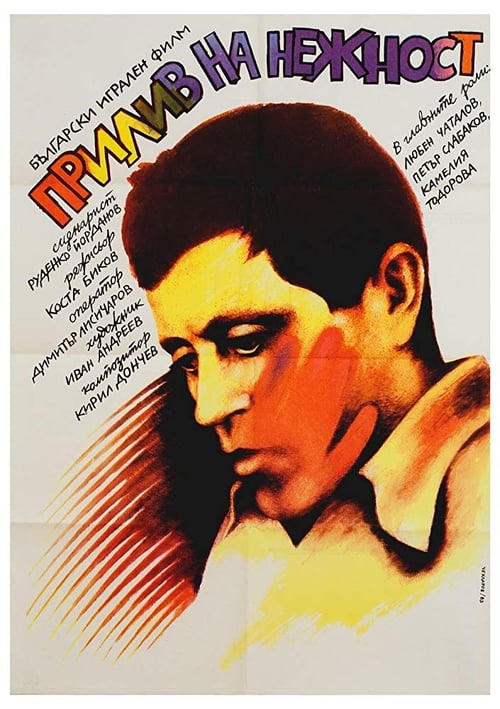 БЪЛГАРСКИ ИГРАЛЕН ФИЛМ
ПРИЛИВ НА НЕЖНОСТ
сценарист
РУДЕНКО ЙОРДАНОВ
режисьор
КОСТА БИКОВ
оператор
ДИМИТЪР ЛИСИЧАРОВ
художник
ИВАН АНДРЕЕВ
композитор
КИРИЛ ДОНЧЕВ
В главните роли:
ЛЮБЕН ЧАТАЛОВ,
ПЕТЪР СЛАБАКОВ,
КАМЕЛИЯ
ТОДОРОВА